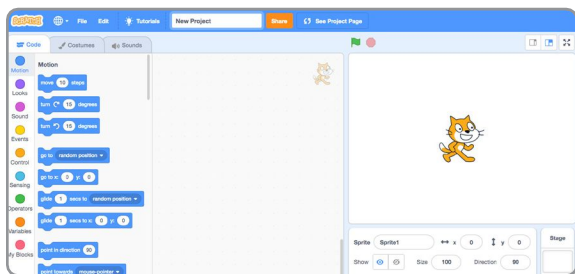 SCRATCH
File Edit Tutorials New Project Share See Project Page
Code Costumes Sounds
Motion
Looks
Sound
Events
Control
Sensing
Operators
Variables
My Blocks
Motion
move 10 steps
turn 15 degrees
turn 15 degrees
go to random position
go to x: 0 y: 0
glide 1 secs to random position
glide 1 secs to x: 0 y: 0
point in direction 90
point towards mouse-pointer
Sprite Sprite1 x 0 y 0
Show Size 100 Direction 90
Stage